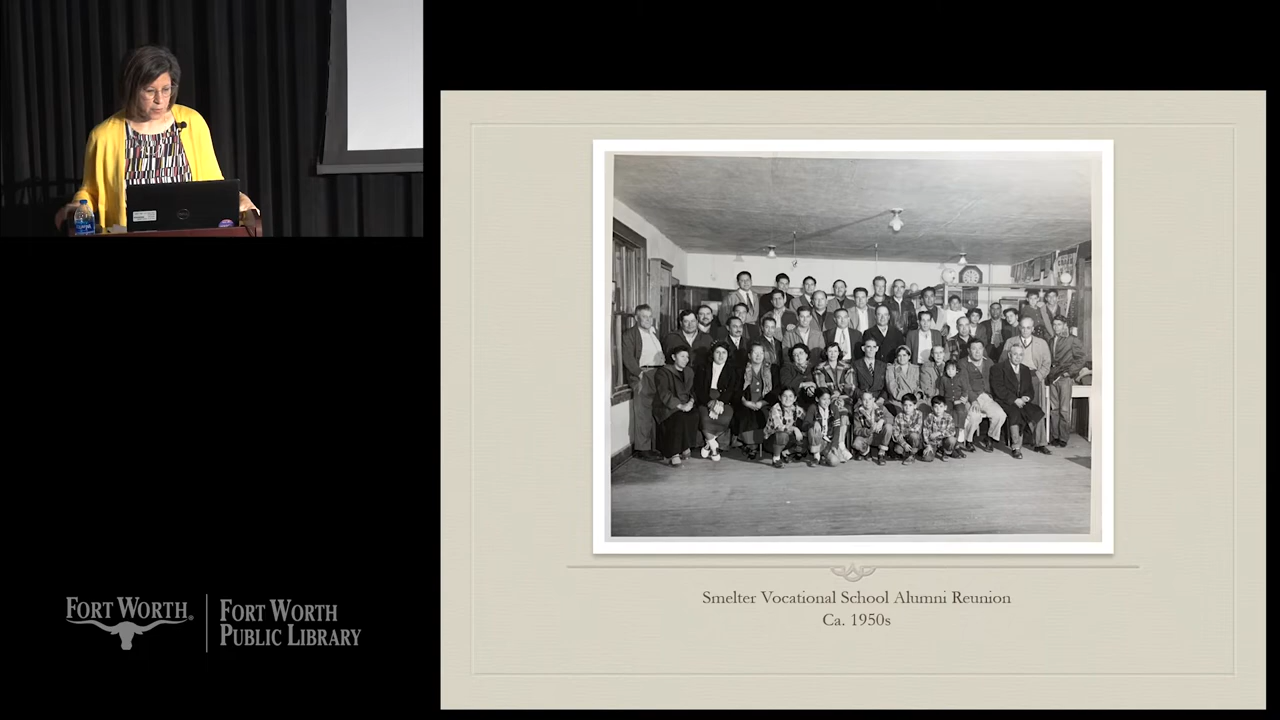 FORT WORTH®
FORT WORTH
PUBLIC LIBRARY
Smelter Vocational School Alumni Reunion
Ca. 1950s